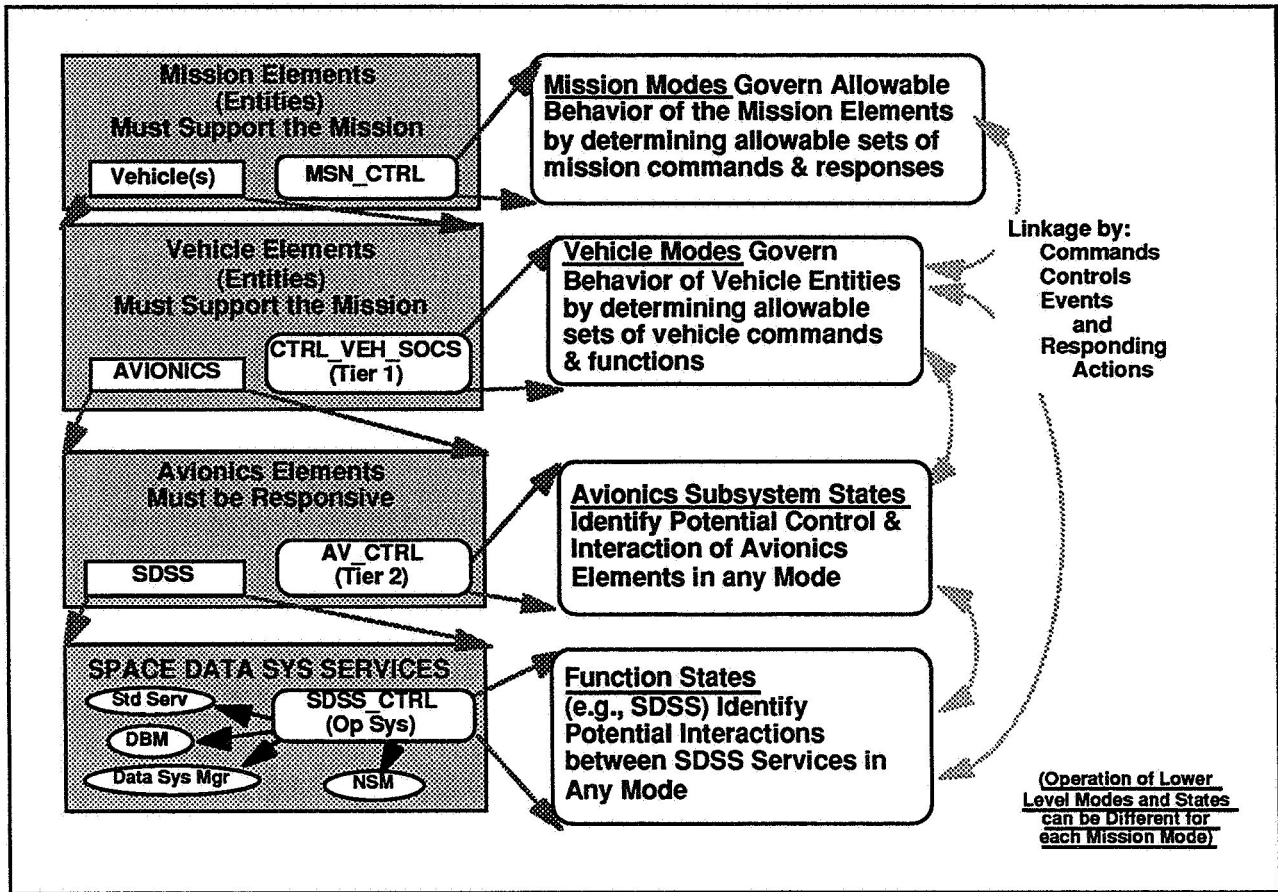 Mission Elements
(Entities)
Must Support the Mission
Vehicle(s)
MSN_CTRL
Mission Modes Govern Allowable
Behavior of the Mission Elements
by determining allowable sets of
mission commands & responses
Vehicle Elements
(Entities)
Must Support the Mission
AVIONICS
CTRL_VEH_SOCS
(Tier 1)
Vehicle Modes Govern
Behavior of Vehicle Entities
by determining allowable
sets of vehicle commands
& functions
Linkage by:
Commands
Controls
Events
and
Responding
Actions
Avionics Elements
Must be Responsive
SDSS
AV_CTRL
(Tier 2)
Avionics Subsystem States
Identify Potential Control &
Interaction of Avionics
Elements in any Mode
SPACE DATA SYS SERVICES
Std Serv
DBM
Data Sys Mgr
SDSS_CTRL
(Op Sys)
NSM
Function States
(e.g., SDSS) Identify
Potential Interactions
between SDSS Services in
Any Mode
(Operation of Lower
Level Modes and States
can be Different for
each Mission Mode)